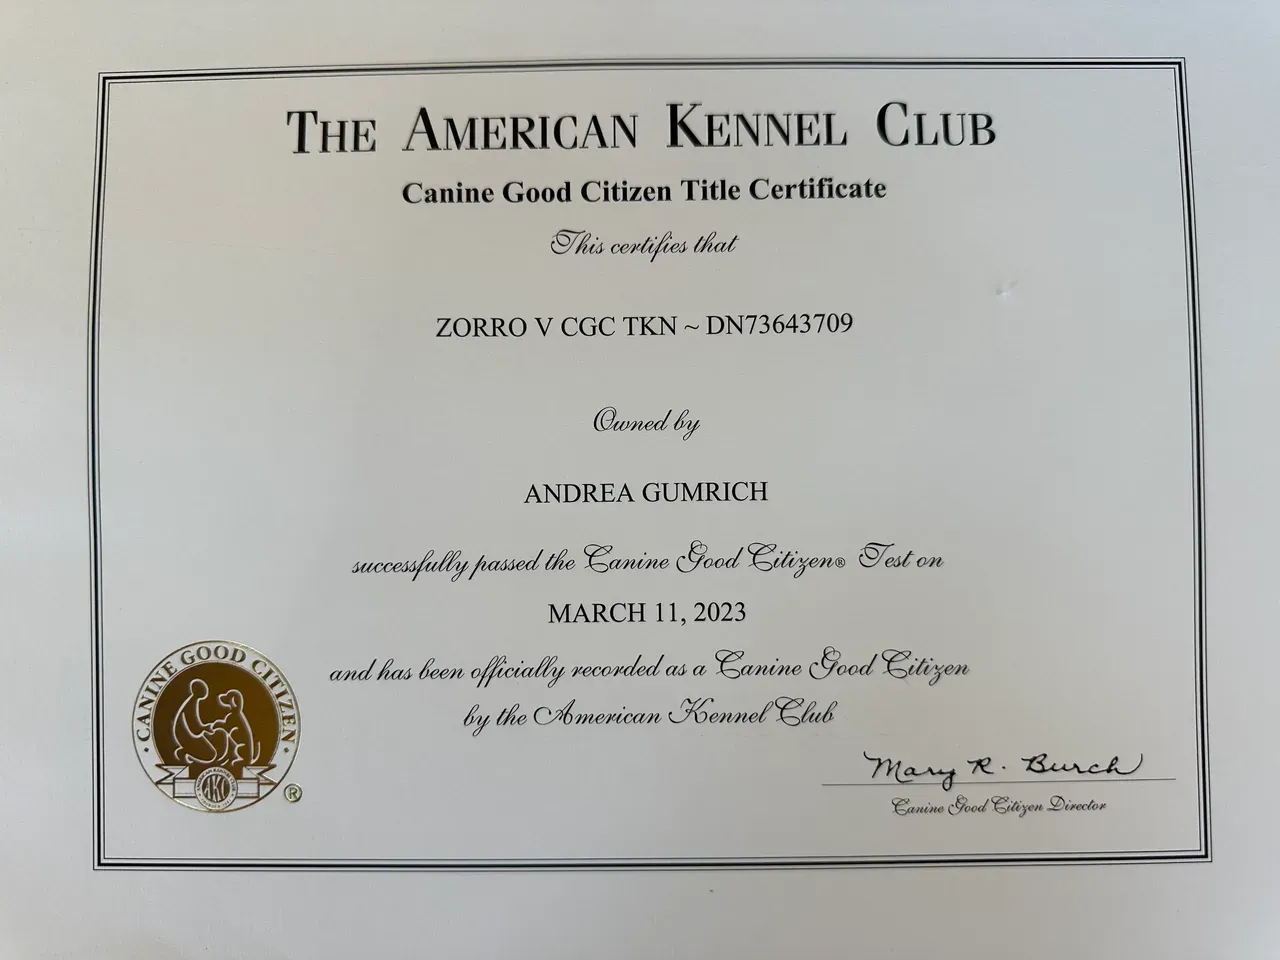 THE AMERICAN KENNEL CLUB
Canine Good Citizen Title Certificate
This certifies that
ZORRO V CGC TKN ~ DN73643709
Owned by
ANDREA GUMRICH
successfully passed the Canine Good Citizen® Test on
MARCH 11, 2023
and has been officially recorded as a Canine Good Citizen
by the American Kennel Club
• CANINE GOOD CITIZEN •
AKC
®
Mary R. Burch
Canine Good Citizen Director